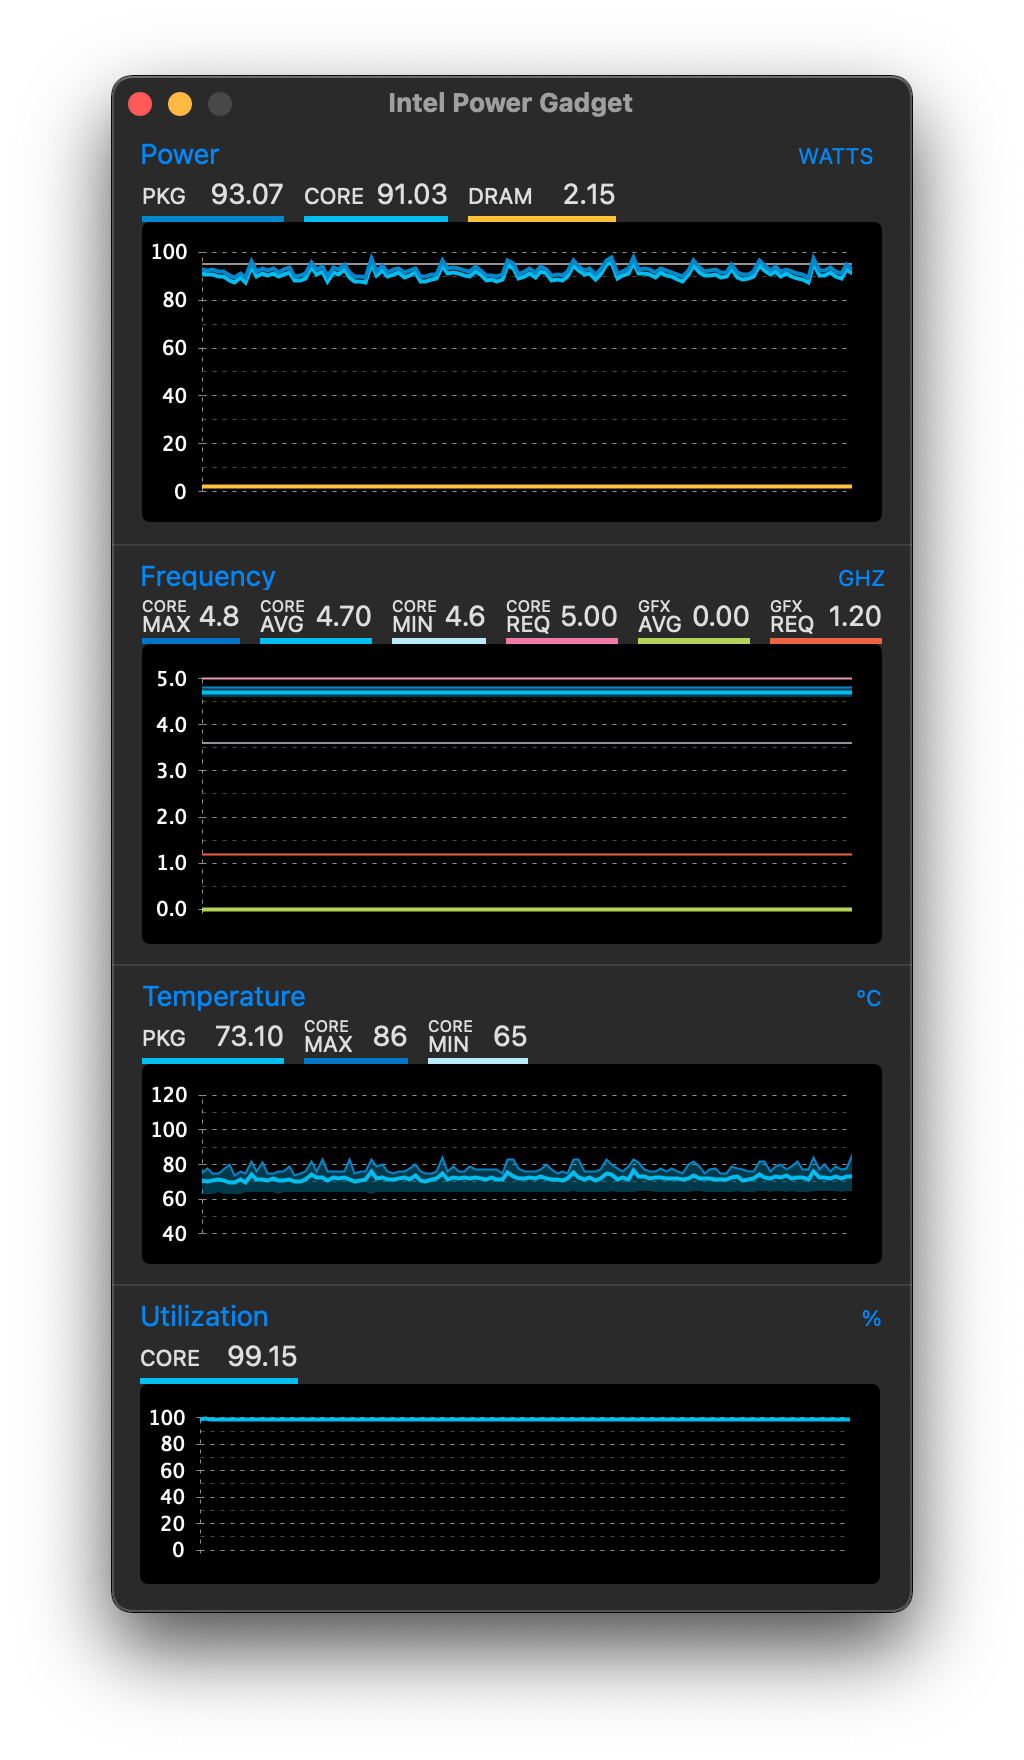 Intel Power Gadget
Power WATTS
PKG 93.07 CORE 91.03 DRAM 2.15
100
80
60
40
20
0
Frequency GHZ
CORE MAX 4.8 CORE AVG 4.70 CORE MIN 4.6 CORE REQ 5.00 GFX AVG 0.00 GFX REQ 1.20
5.0
4.0
3.0
2.0
1.0
0.0
Temperature ºC
PKG 73.10 CORE MAX 86 CORE MIN 65
120
100
80
60
40
Utilization %
CORE 99.15
100
80
60
40
20
0